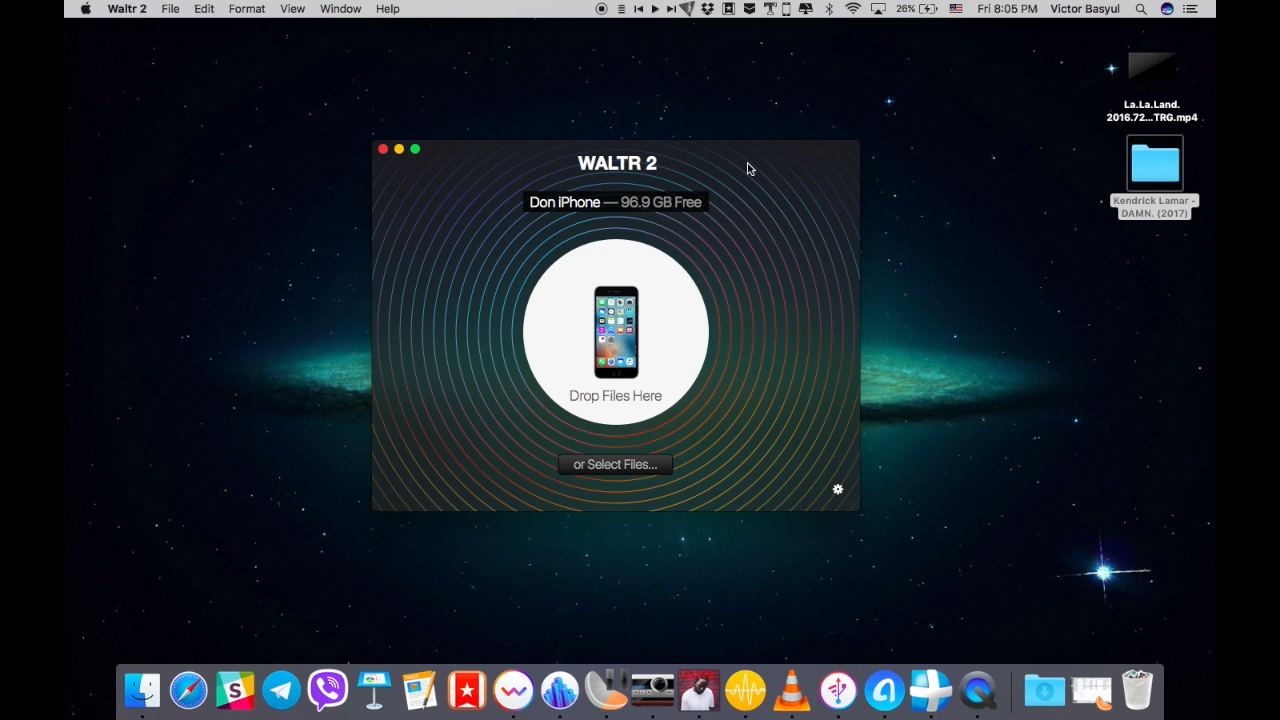 Waltr 2 File Edit Format View Window Help 26% Fri 8:05 PM Victor Basyul
La.La.Land.
2016.72...TRG.mp4
Kendrick Lamar -
DAMN. (2017)
WALTR 2
Don iPhone — 96.9 GB Free
Drop Files Here
or Select Files...